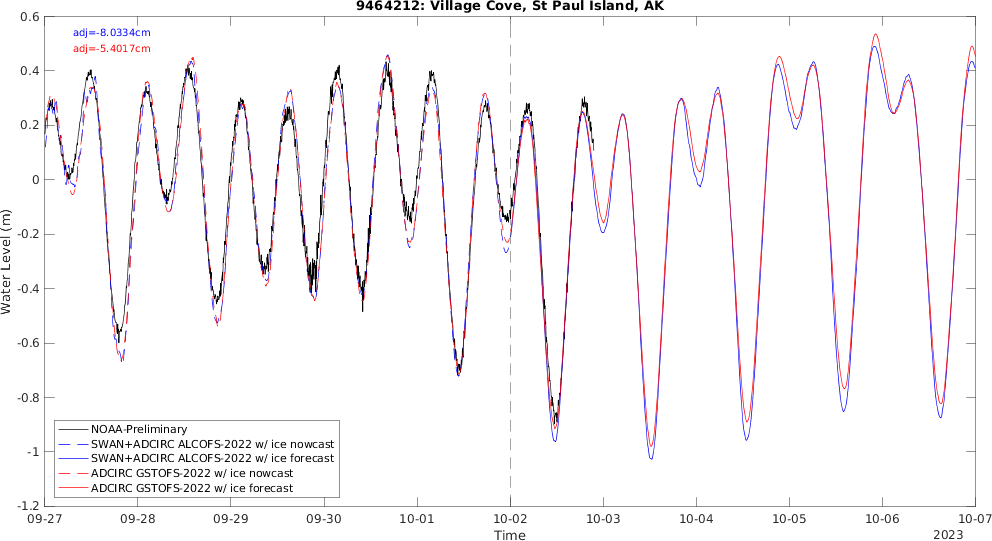 9464212: Village Cove, St Paul Island, AK
adj=-8.0334cm
adj=-5.4017cm
0.6
0.4
0.2
0
-0.2
-0.4
-0.6
-0.8
-1
-1.2
Water Level (m)
NOAA-Preliminary
SWAN+ADCIRC ALCOFS-2022 w/ ice nowcast
SWAN+ADCIRC ALCOFS-2022 w/ ice forecast
ADCIRC GSTOFS-2022 w/ ice nowcast
ADCIRC GSTOFS-2022 w/ ice forecast
09-27 09-28 09-29 09-30 10-01 10-02 10-03 10-04 10-05 10-06 10-07
Time
2023